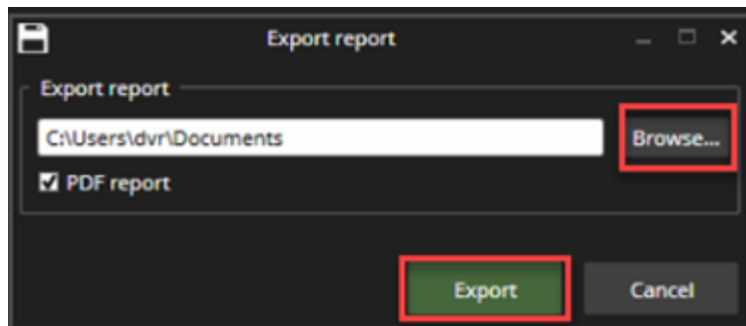 Export report
Export report
C:\Users\dvr\Documents
Browse...
PDF report
Export
Cancel